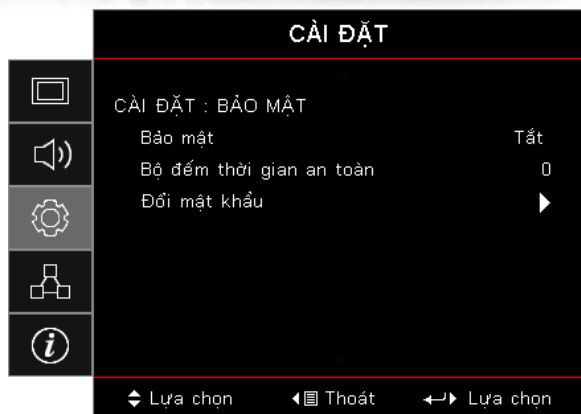 CÀI ĐẶT
CÀI ĐẶT : BẢO MẬT
Bảo mật Tắt
Bộ đếm thời gian an toàn 0
Đổi mật khẩu
Lựa chọn Thoát Lựa chọn